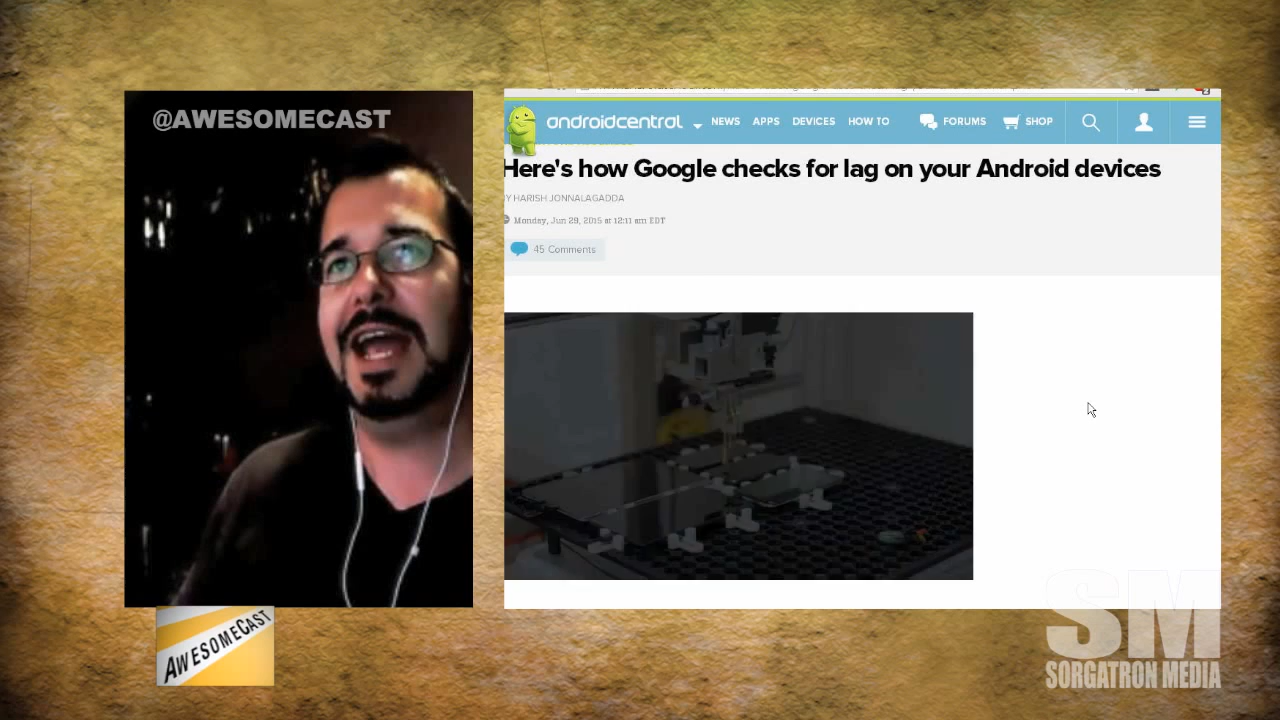 @AWESOMECAST
androidcentral NEWS APPS DEVICES HOW TO FORUMS SHOP
Here's how Google checks for lag on your Android devices
BY HARISH JONNALAGADDA
Monday, Jun 29, 2015 at 12:11 am EDT
45 Comments
AWESOMECAST
SM
SORGATRON MEDIA